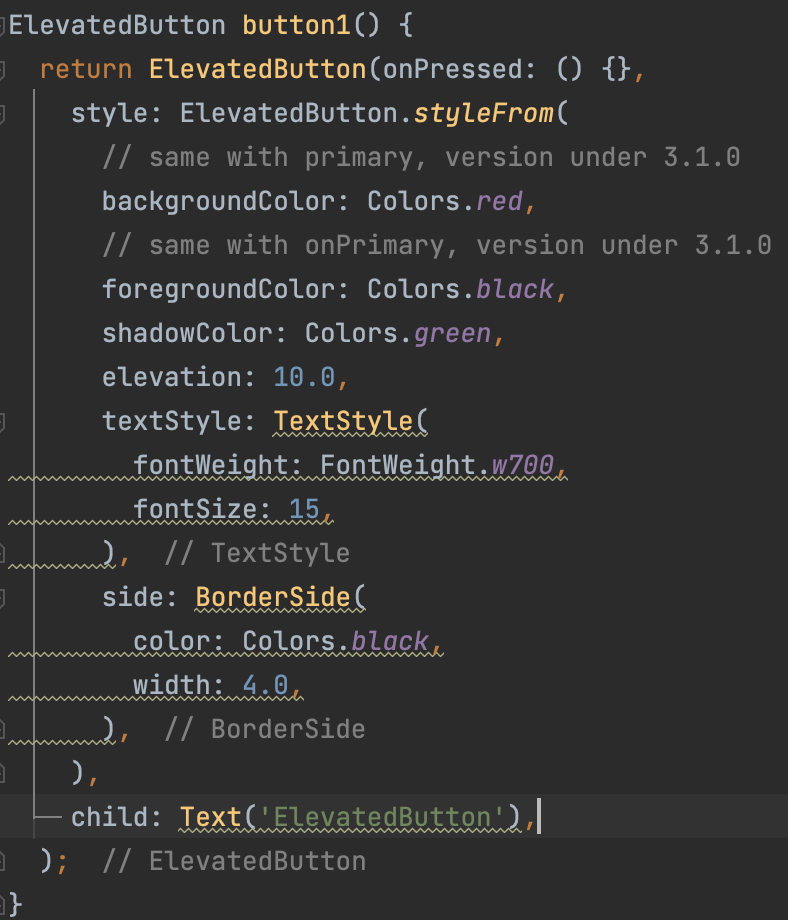 ElevatedButton button1() {
  return ElevatedButton(onPressed: () {},
    style: ElevatedButton.styleFrom(
      // same with primary, version under 3.1.0
      backgroundColor: Colors.red,
      // same with onPrimary, version under 3.1.0
      foregroundColor: Colors.black,
      shadowColor: Colors.green,
      elevation: 10.0,
      textStyle: TextStyle(
        fontWeight: FontWeight.w700,
        fontSize: 15,
      ),  // TextStyle
      side: BorderSide(
        color: Colors.black,
        width: 4.0,
      ),  // BorderSide
    ),
    child: Text('ElevatedButton'),
  );  // ElevatedButton
}